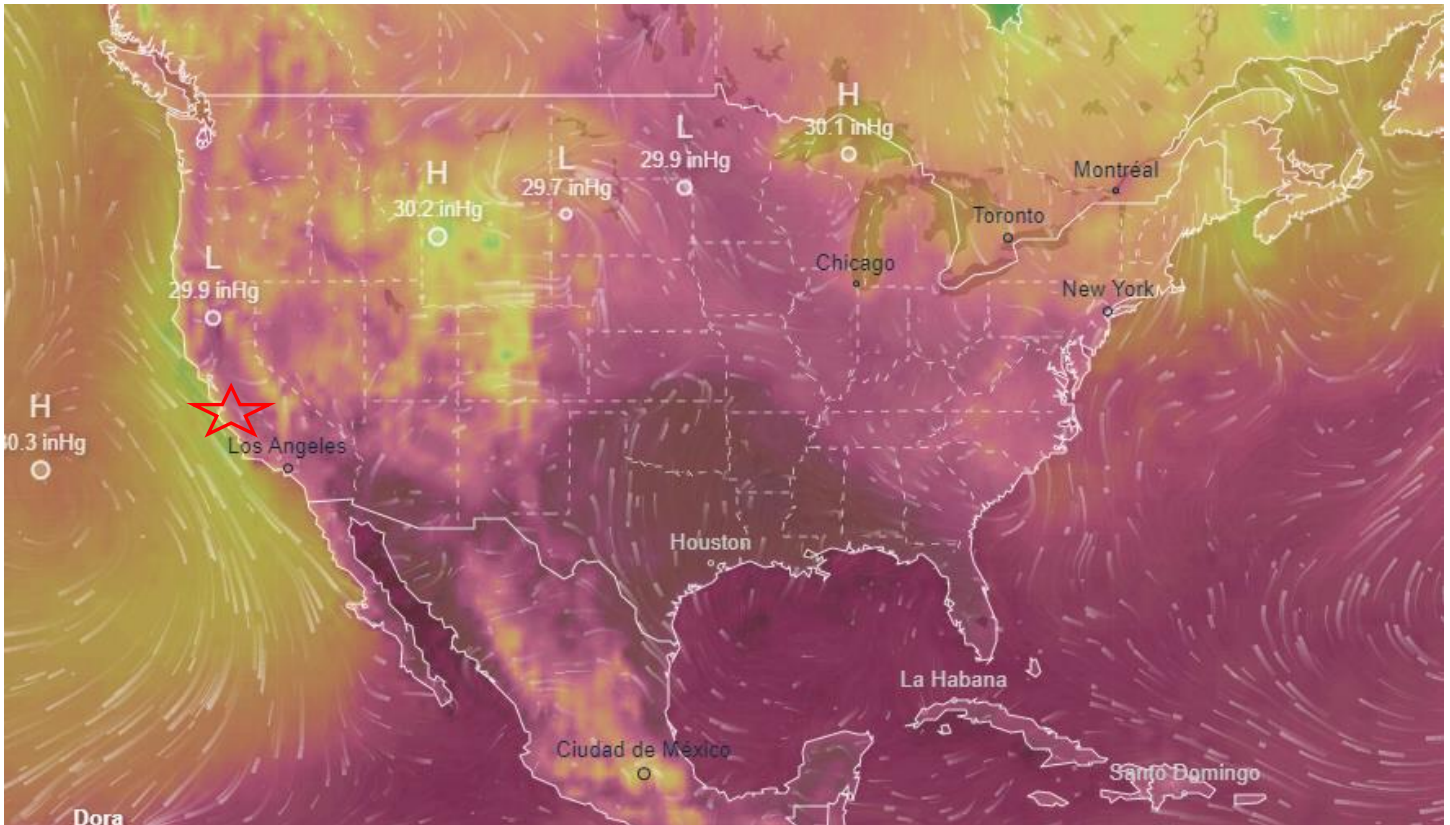 H
30.1 inHg
L
29.9 inHg
L
29.7 inHg
H
30.2 inHg
Montréal
Toronto
Chicago
L
29.9 inHg
New York
H
30.3 inHg
Los Angeles
Houston
La Habana
Ciudad de México
Santo Domingo
Dora